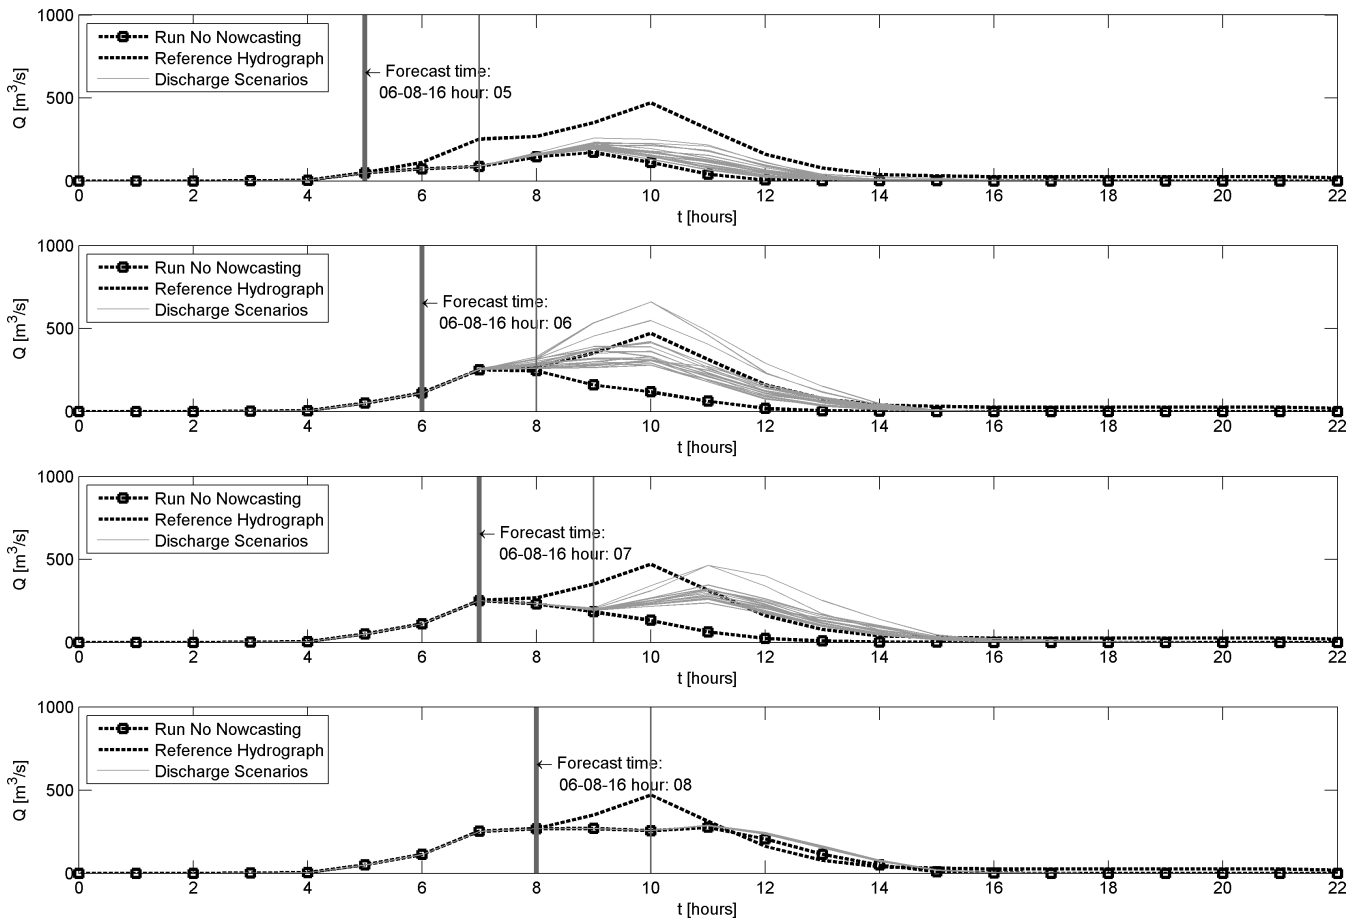 1000
Run No Nowcasting
Reference Hydrograph
Discharge Scenarios
← Forecast time:
06-08-16 hour: 05
500
0
Q [m³/s]
0 2 4 6 8 10 12 14 16 18 20 22
t [hours]
1000
Run No Nowcasting
Reference Hydrograph
Discharge Scenarios
← Forecast time:
06-08-16 hour: 06
500
0
Q [m³/s]
0 2 4 6 8 10 12 14 16 18 20 22
t [hours]
1000
Run No Nowcasting
Reference Hydrograph
Discharge Scenarios
← Forecast time:
06-08-16 hour: 07
500
0
Q [m³/s]
0 2 4 6 8 10 12 14 16 18 20 22
t [hours]
1000
Run No Nowcasting
Reference Hydrograph
Discharge Scenarios
← Forecast time:
06-08-16 hour: 08
500
0
Q [m³/s]
0 2 4 6 8 10 12 14 16 18 20 22
t [hours]